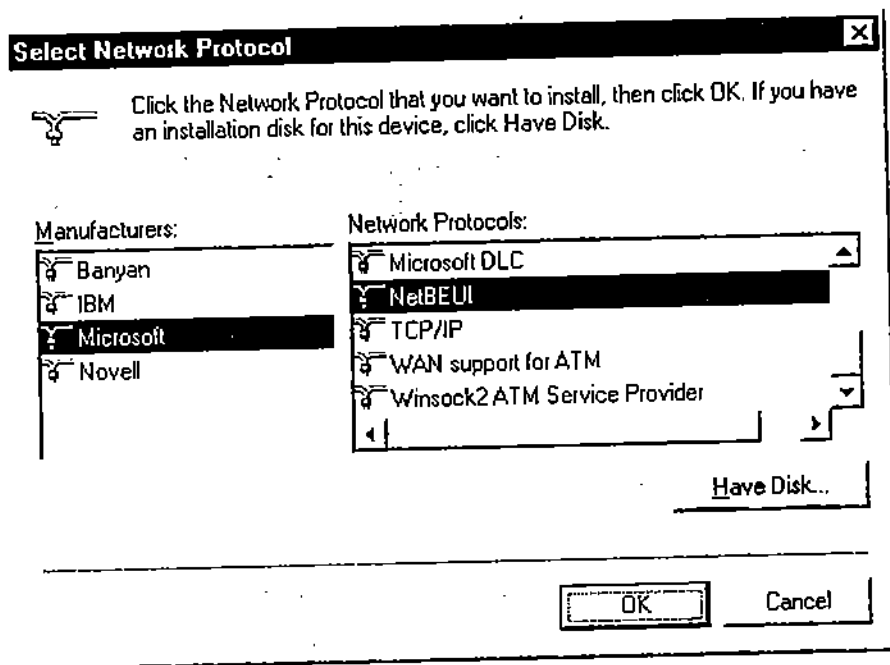 Select Network Protocol
Click the Network Protocol that you want to install, then click OK. If you have
an installation disk for this device, click Have Disk.
Manufacturers:
Banyan
IBM
Microsoft
Novell
Network Protocols:
Microsoft DLC
NetBEUI
TCP/IP
WAN support for ATM
Winsock2 ATM Service Provider
Have Disk...
OK
Cancel